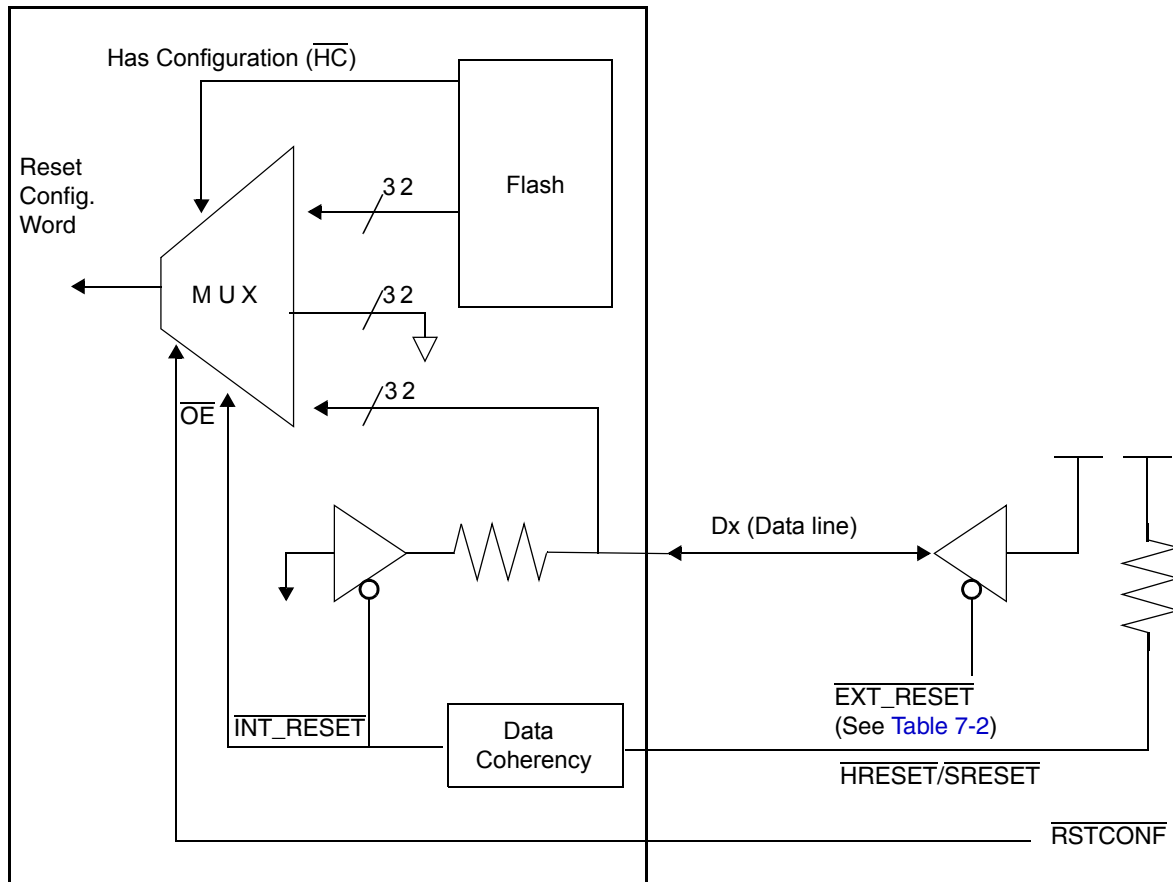 Has Configuration (HC)
Reset
Config.
Word
32
Flash
MUX
32
32
OE
Dx (Data line)
EXT_RESET
(See Table 7-2)
INT_RESET
Data
Coherency
HRESET/SRESET
RSTCONF